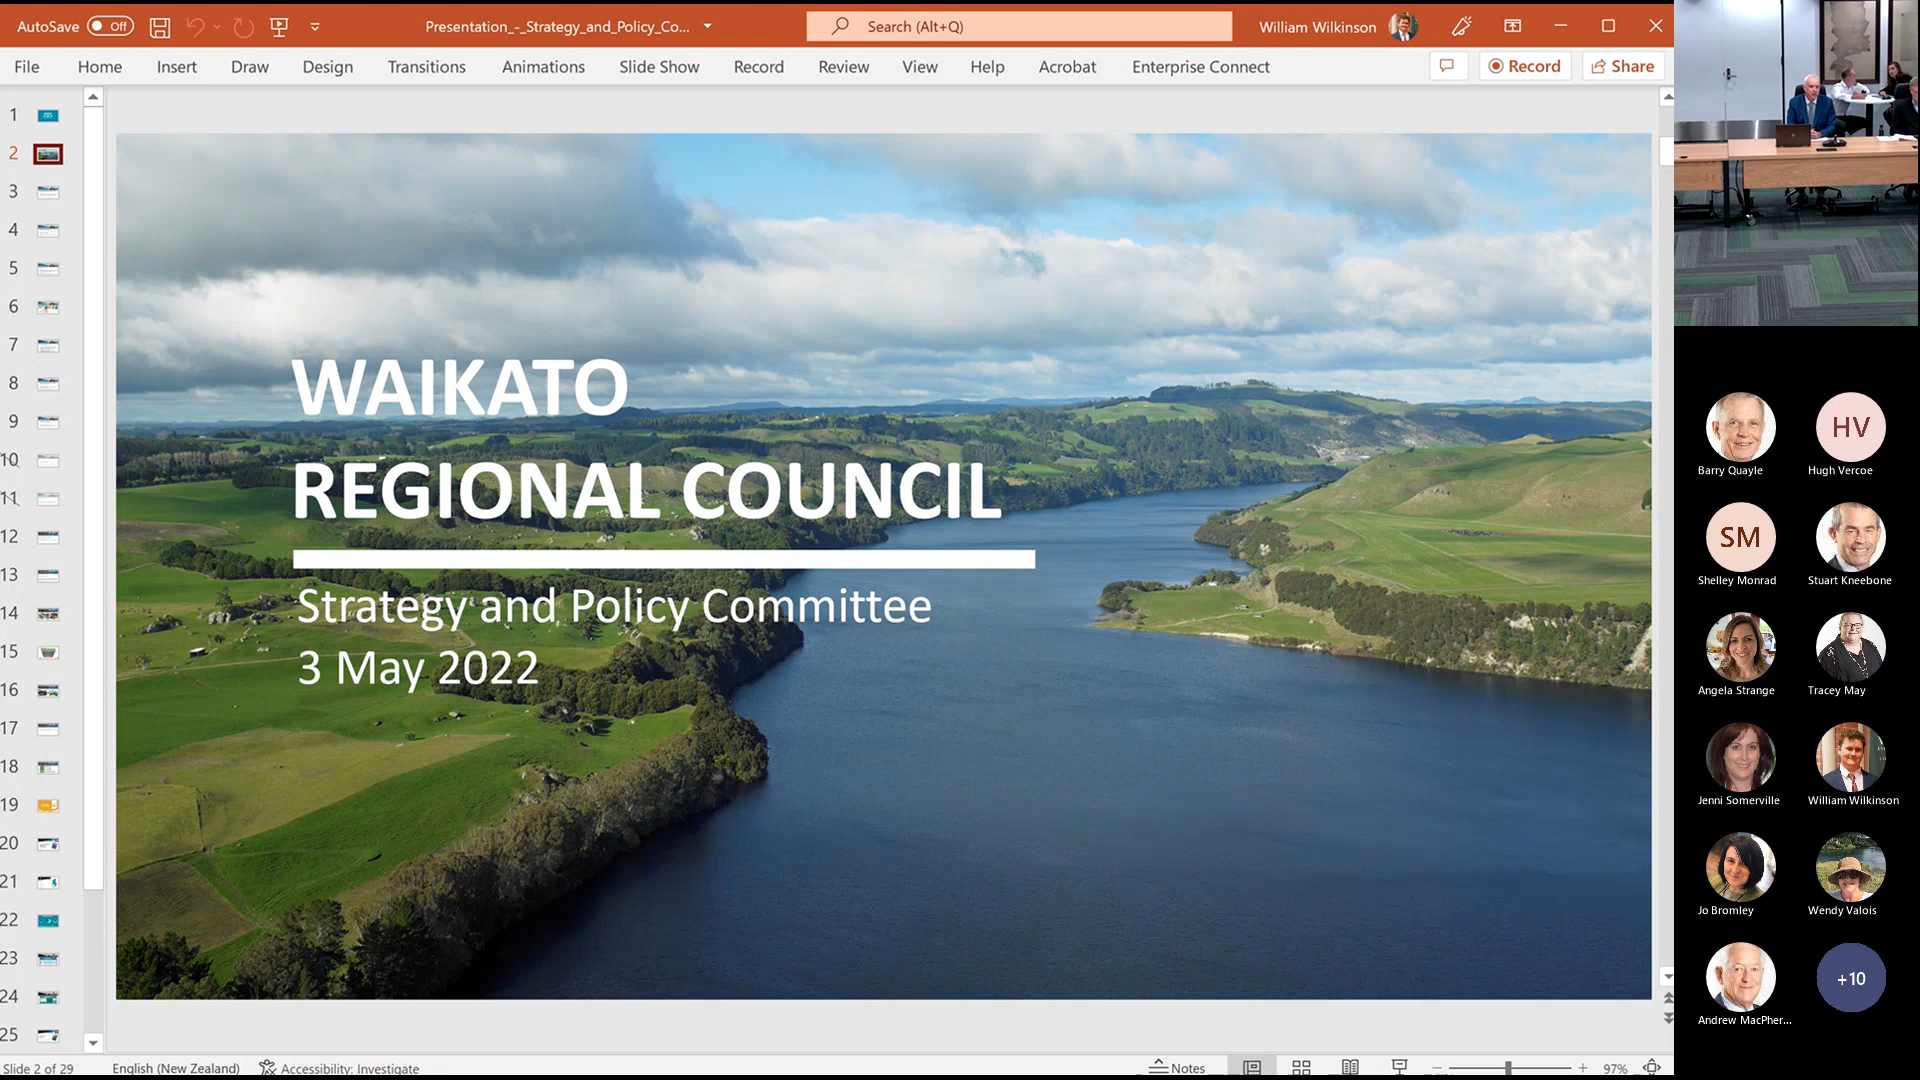 AutoSave Off
Presentation_-_Strategy_and_Policy_Co...
Search (Alt+Q)
William Wilkinson
File Home Insert Draw Design Transitions Animations Slide Show Record Review View Help Acrobat Enterprise Connect
Record Share
1
2
3
4
5
6
7
8
9
10
11
12
13
14
15
16
17
18
19
20
21
22
23
24
25
WAIKATO
REGIONAL COUNCIL
Strategy and Policy Committee
3 May 2022
Slide 2 of 29 English (New Zealand) Accessibility: Investigate Notes 97%
HV
Barry Quayle Hugh Vercoe
SM
Shelley Monrad Stuart Kneebone
Angela Strange Tracey May
Jenni Somerville William Wilkinson
Jo Bromley Wendy Valois
+10
Andrew MacPher...